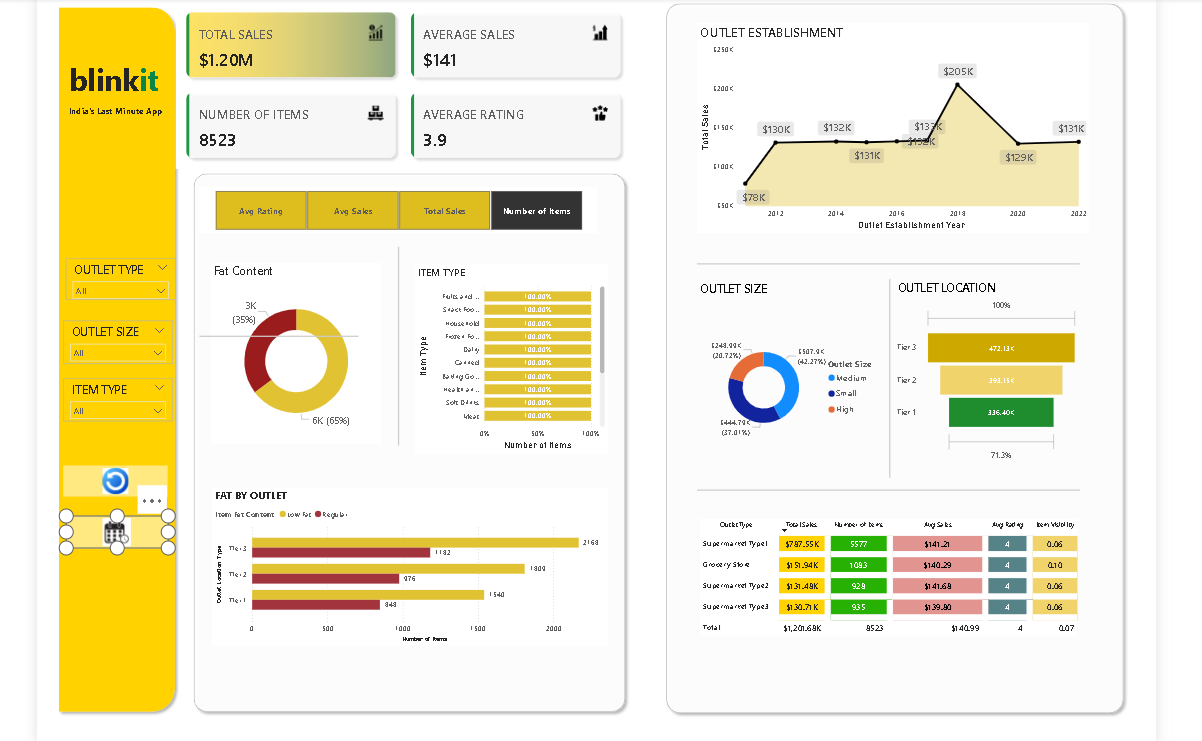 blinkit
India's Last Minute App
OUTLET TYPE
All
OUTLET SIZE
All
ITEM TYPE
All
TOTAL SALES
$1.20M
AVERAGE SALES
$141
NUMBER OF ITEMS
8523
AVERAGE RATING
3.9
Avg Rating
Avg Sales
Total Sales
Number of Items
Fat Content
3K
(35%)
6K (65%)
ITEM TYPE
Item Type
Fruits and ...
Snack Foo...
Household
Frozen Fo...
Dairy
Canned
Baking Go...
Health an...
Soft Drinks
Meat
100.00%
100.00%
100.00%
100.00%
100.00%
100.00%
100.00%
100.00%
100.00%
100.00%
0% 50% 100%
Number of Items
FAT BY OUTLET
Item Fat Content Low Fat Regular
Outlet Location Type
Tier 3 2168
1182
Tier 2 1809
976
Tier 1 1540
848
0 500 1000 1500 2000
Number of Items
OUTLET ESTABLISHMENT
Total Sales
$250K
$200K
$150K
$100K
$50K
$78K
$130K
$132K
$131K
$132K
$133K
$205K
$129K
$131K
2012 2014 2016 2018 2020 2022
Outlet Establishment Year
OUTLET SIZE
$248.99K
(20.72%)
$507.9K
(42.27%)
$444.79K
(37.01%)
Outlet Size
Medium
Small
High
OUTLET LOCATION
100%
Tier 3 472.13K
Tier 2 393.15K
Tier 1 336.40K
71.3%
Outlet Type Total Sales Number of Items Avg Sales Avg Rating Item Visibility
Supermarket Type1 $787.55K 5577 $141.21 4 0.06
Grocery Store $151.94K 1083 $140.29 4 0.10
Supermarket Type2 $131.48K 928 $141.68 4 0.06
Supermarket Type3 $130.71K 935 $139.80 4 0.06
Total $1,201.68K 8523 $140.99 4 0.07